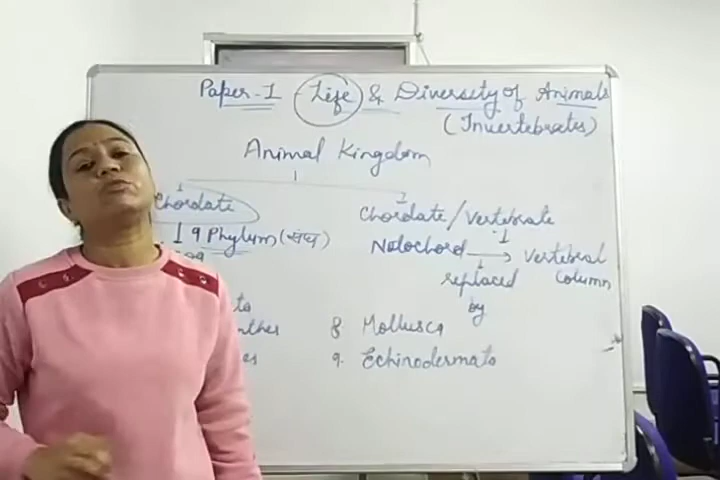 Paper-1 Life & Diversity of Animals
(Invertebrates)
Animal Kingdom
Chordate
9 Phylum (संघ)
Chordate/Vertebrate
Notochord → Vertebral
Column
replaced
by
8 Mollusca
9. Echinodermata